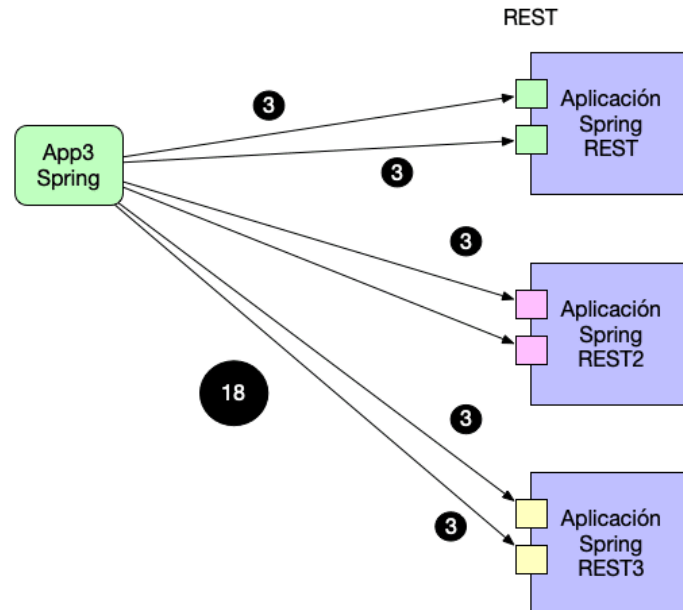 REST
3
Aplicación
Spring
REST
App3
Spring
3
3
Aplicación
Spring
REST2
18
3
Aplicación
Spring
REST3
3